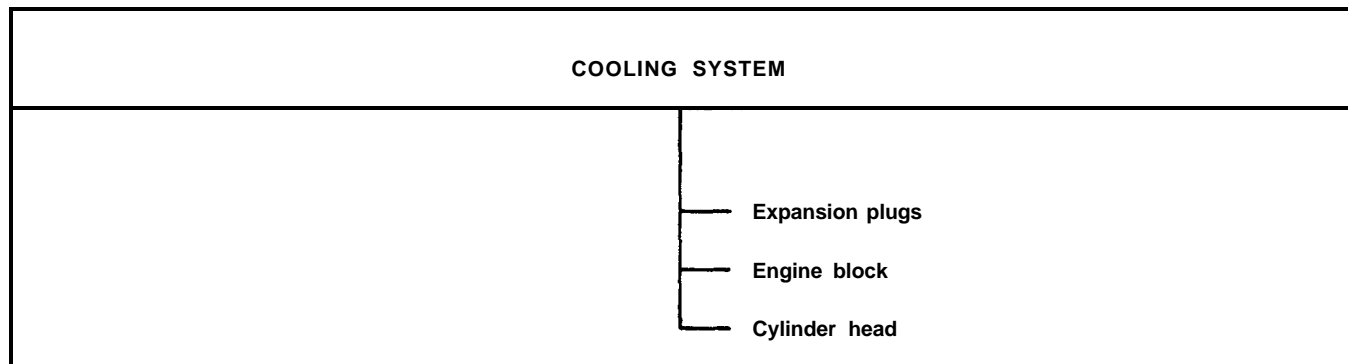 COOLING SYSTEM
Expansion plugs
Engine block
Cylinder head